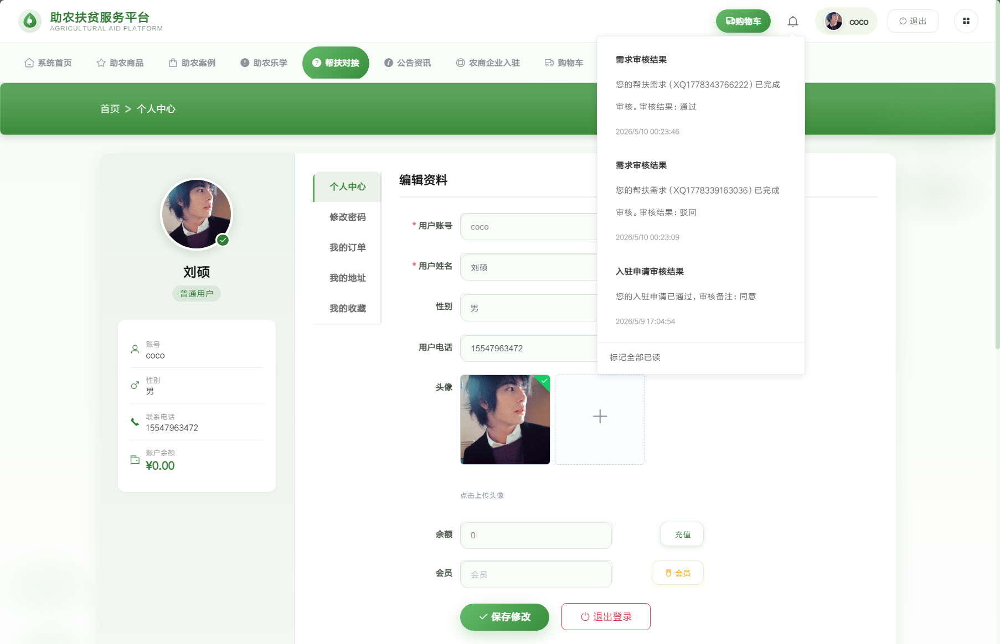 助农扶贫服务平台
AGRICULTURAL AID PLATFORM
购物车
coco
退出
系统首页
助农商品
助农案例
助农乐学
帮扶对接
公告资讯
农商企业入驻
购物车
首页 > 个人中心
需求审核结果
您的帮扶需求（XQ1778343766222）已完成
审核。审核结果：通过
2026/5/10 00:23:46
需求审核结果
您的帮扶需求（XQ1778339163036）已完成
审核。审核结果：驳回
2026/5/10 00:23:09
入驻申请审核结果
您的入驻申请已通过，审核备注：同意
2026/5/9 17:04:54
标记全部已读
刘硕
普通用户
账号
coco
性别
男
联系电话
15547963472
账户余额
¥0.00
个人中心
修改密码
我的订单
我的地址
我的收藏
编辑资料
* 用户账号
coco
* 用户姓名
刘硕
性别
男
用户电话
15547963472
头像
点击上传头像
余额
0
充值
会员
会员
会员
保存修改
退出登录